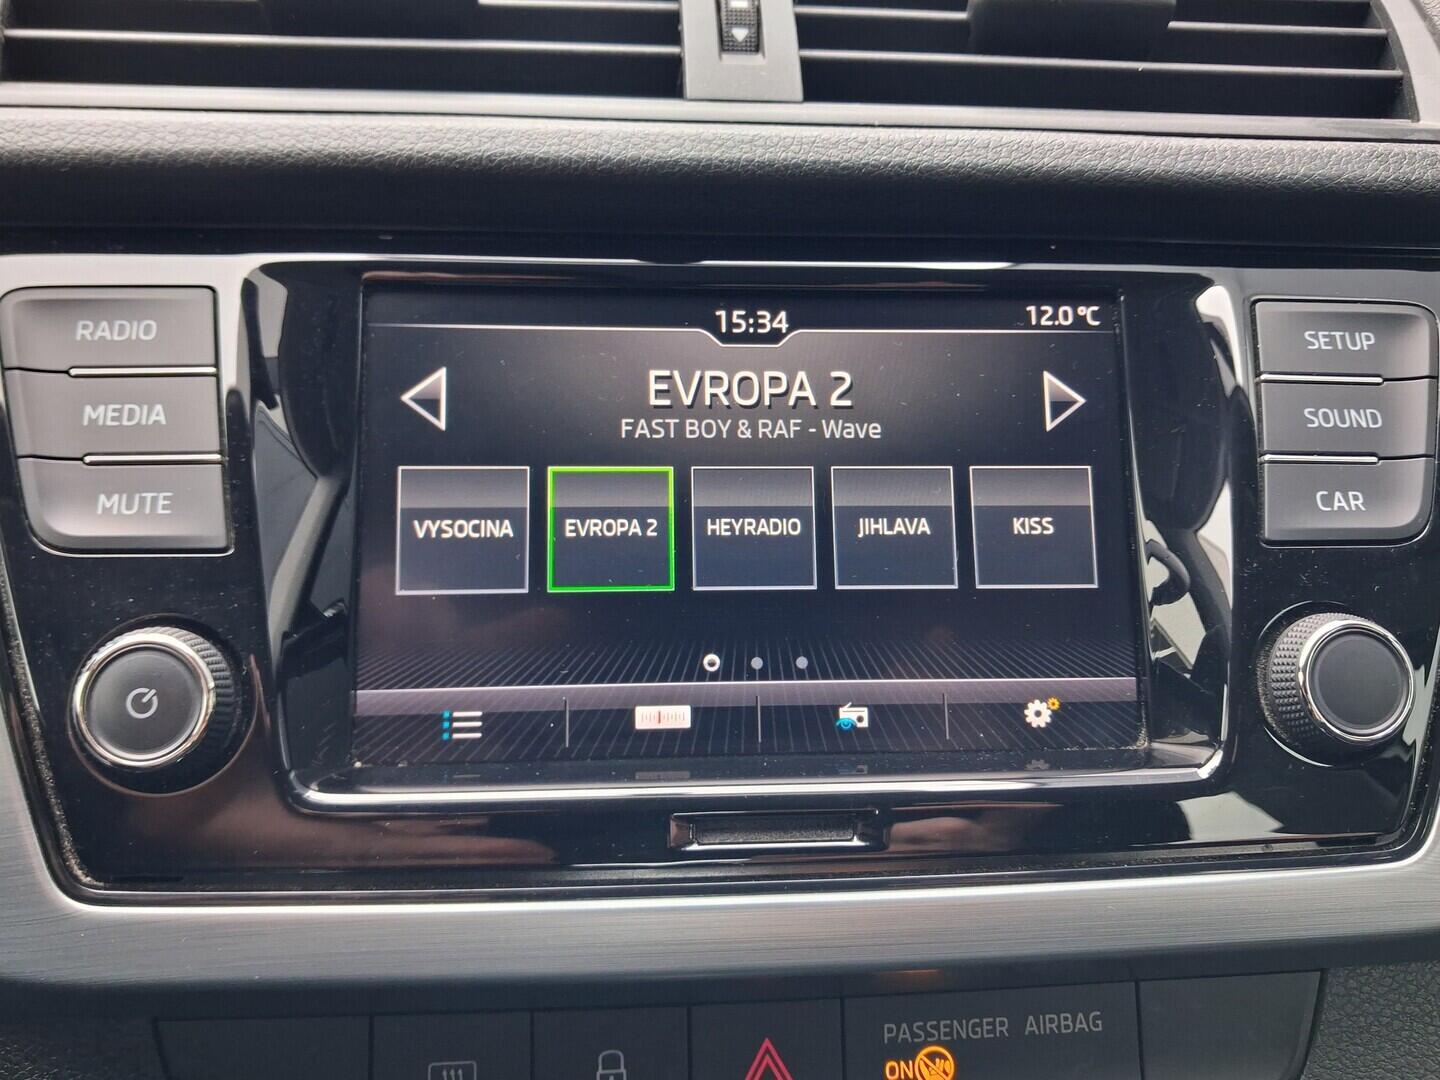 RADIO
MEDIA
MUTE
15:34
12.0 °C
EVROPA 2
FAST BOY & RAF - Wave
VYSOCINA
EVROPA 2
HEYRADIO
JIHLAVA
KISS
SETUP
SOUND
CAR
PASSENGER AIRBAG
ON